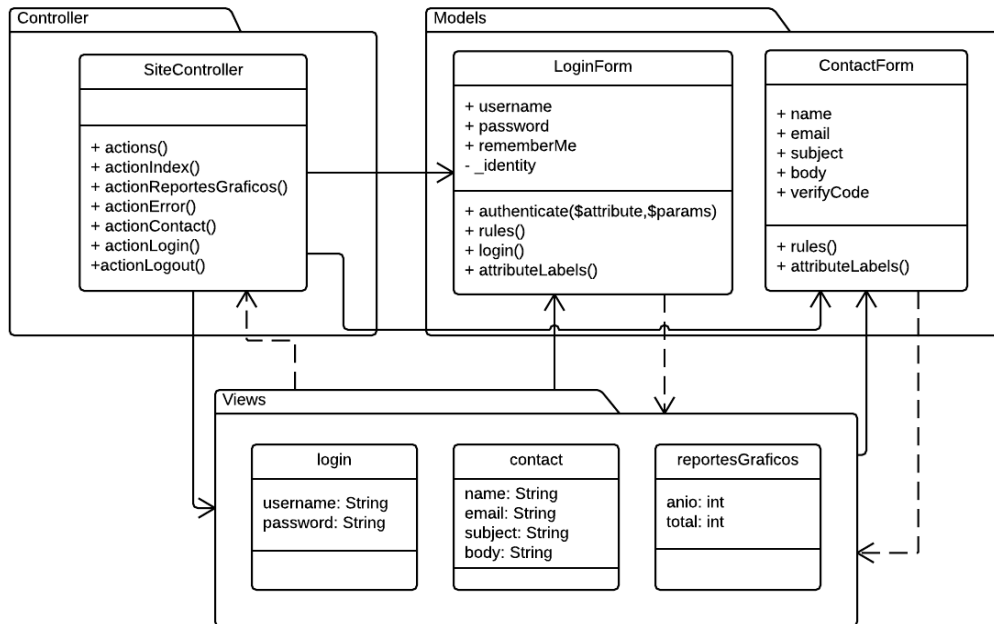 Controller
SiteController
+ actions()
+ actionIndex()
+ actionReportesGraficos()
+ actionError()
+ actionContact()
+ actionLogin()
+actionLogout()
Models
LoginForm
+ username
+ password
+ rememberMe
- _identity
+ authenticate($attribute,$params)
+ rules()
+ login()
+ attributeLabels()
ContactForm
+ name
+ email
+ subject
+ body
+ verifyCode
+ rules()
+ attributeLabels()
Views
login
username: String
password: String
contact
name: String
email: String
subject: String
body: String
reportesGraficos
anio: int
total: int